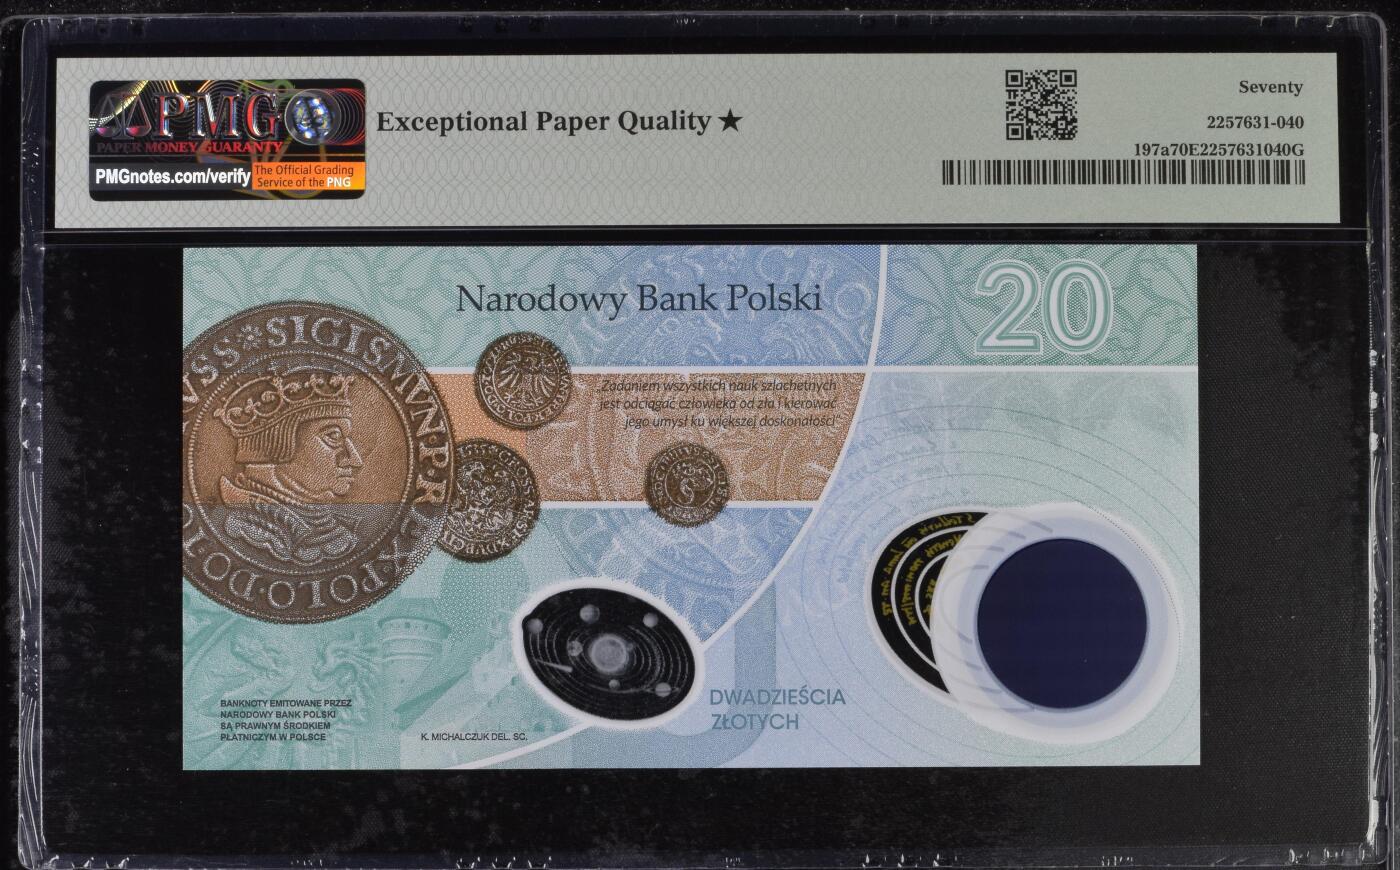 PMG
PAPER MONEY GUARANTY
PMGnotes.com/verify
The Official Grading
Service of the PNG
Exceptional Paper Quality ★
Seventy
2257631-040
197a70E2257631040G
Narodowy Bank Polski
20
SIGISMVN·P·R
POLO·DO
„Zadaniem wszystkich nauk szlachetnych
jest odciągać człowieka od zła i kierować
jego umysł ku większej doskonałości”
BANKNOTY EMITOWANE PRZEZ
NARODOWY BANK POLSKI
SĄ PRAWNYM ŚRODKIEM
PŁATNICZYM W POLSCE
K. MICHALCZUK DEL. SC.
DWADZIEŚCIA
ZŁOTYCH